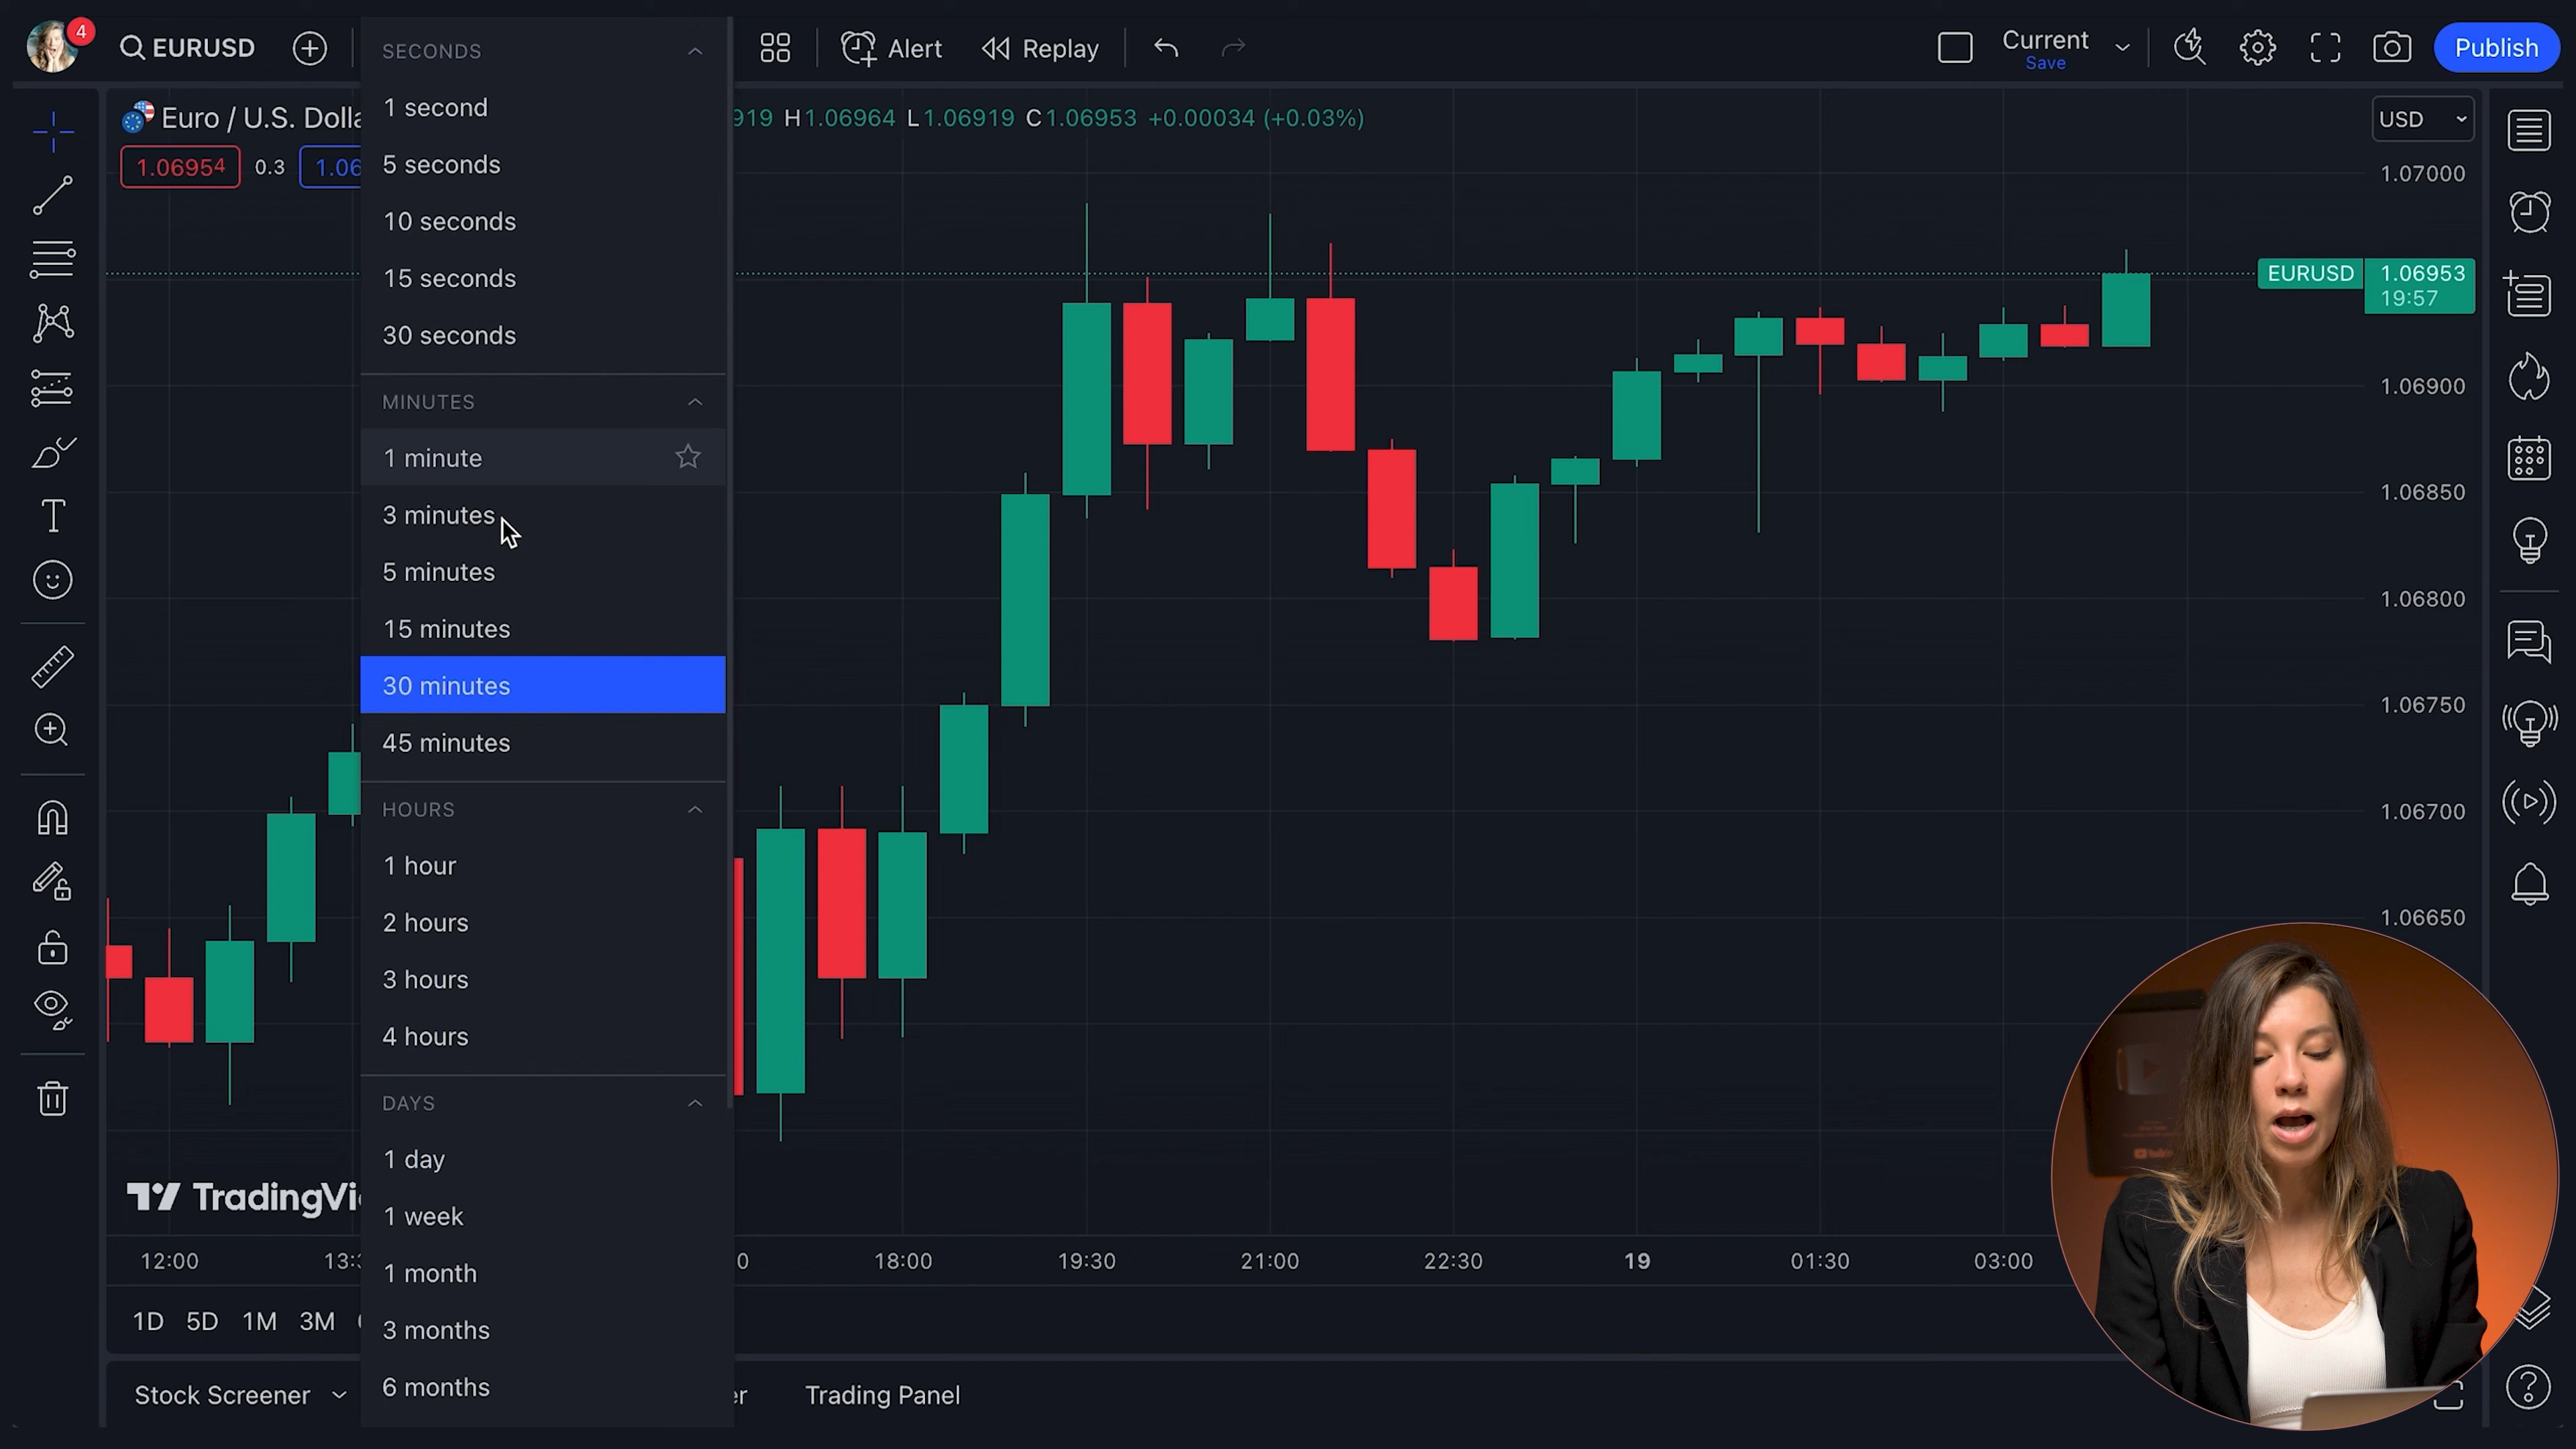 4
EURUSD
Alert
Replay
Current
Save
Publish
Euro / U.S. Dolla
919 H1.06964 L1.06919 C1.06953 +0.00034 (+0.03%)
USD
1.06954
0.3
1.06
SECONDS
1 second
5 seconds
10 seconds
15 seconds
30 seconds
MINUTES
1 minute
3 minutes
5 minutes
15 minutes
30 minutes
45 minutes
HOURS
1 hour
2 hours
3 hours
4 hours
DAYS
1 day
1 week
1 month
3 months
6 months
1.07000
EURUSD
1.06953
19:57
1.06900
1.06850
1.06800
1.06750
1.06700
1.06650
TradingVi
12:00
13:3
0
18:00
19:30
21:00
22:30
19
01:30
03:00
1D
5D
1M
3M
Stock Screener
er
Trading Panel